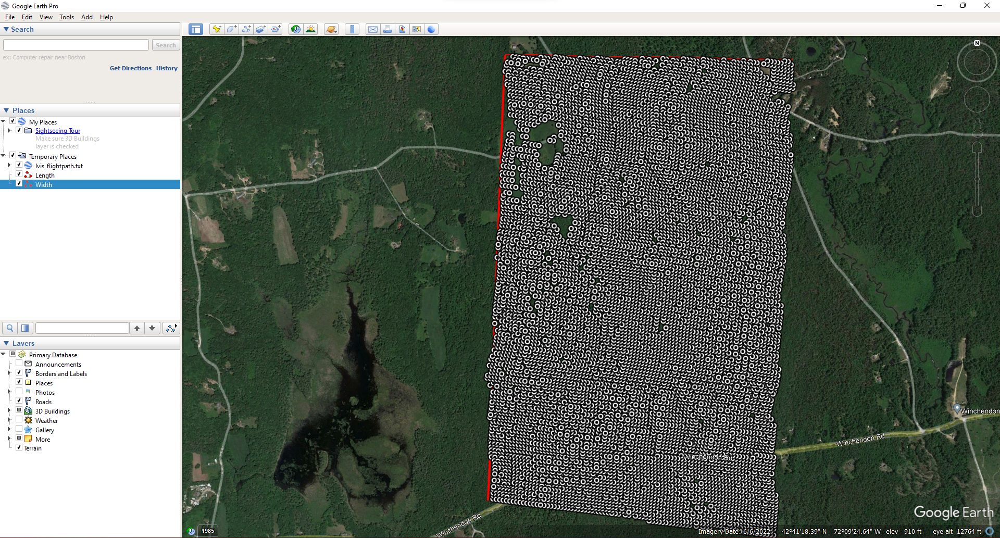 Google Earth Pro
File Edit View Tools Add Help
Search
Search
ex: Computer repair near Boston
Get Directions History
Places
My Places
Sightseeing Tour
Make sure 3D Buildings
layer is checked
Temporary Places
lvis_flightpath.txt
Length
Width
Layers
Primary Database
Announcements
Borders and Labels
Places
Photos
Roads
3D Buildings
Weather
Gallery
More
Terrain
N
Winchendon
Winchendon Rd
Winchendon Rd
Winchendon Rd
Google Earth
1985
Imagery Date: 6/6/2022 42°41'18.39" N 72°09'24.64" W elev 910 ft eye alt 12764 ft